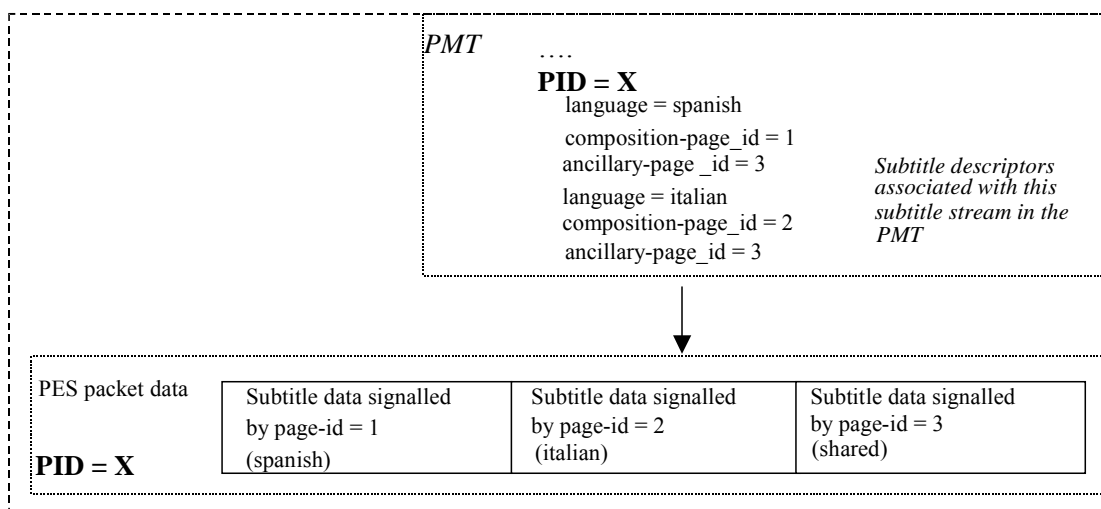 PMT
....
PID = X
language = spanish
composition-page_id = 1
ancillary-page _id = 3
language = italian
composition-page_id = 2
ancillary-page_id = 3
Subtitle descriptors
associated with this
subtitle stream in the
PMT
PES packet data
PID = X
Subtitle data signalled
by page-id = 1
(spanish)
Subtitle data signalled
by page-id = 2
(italian)
Subtitle data signalled
by page-id = 3
(shared)